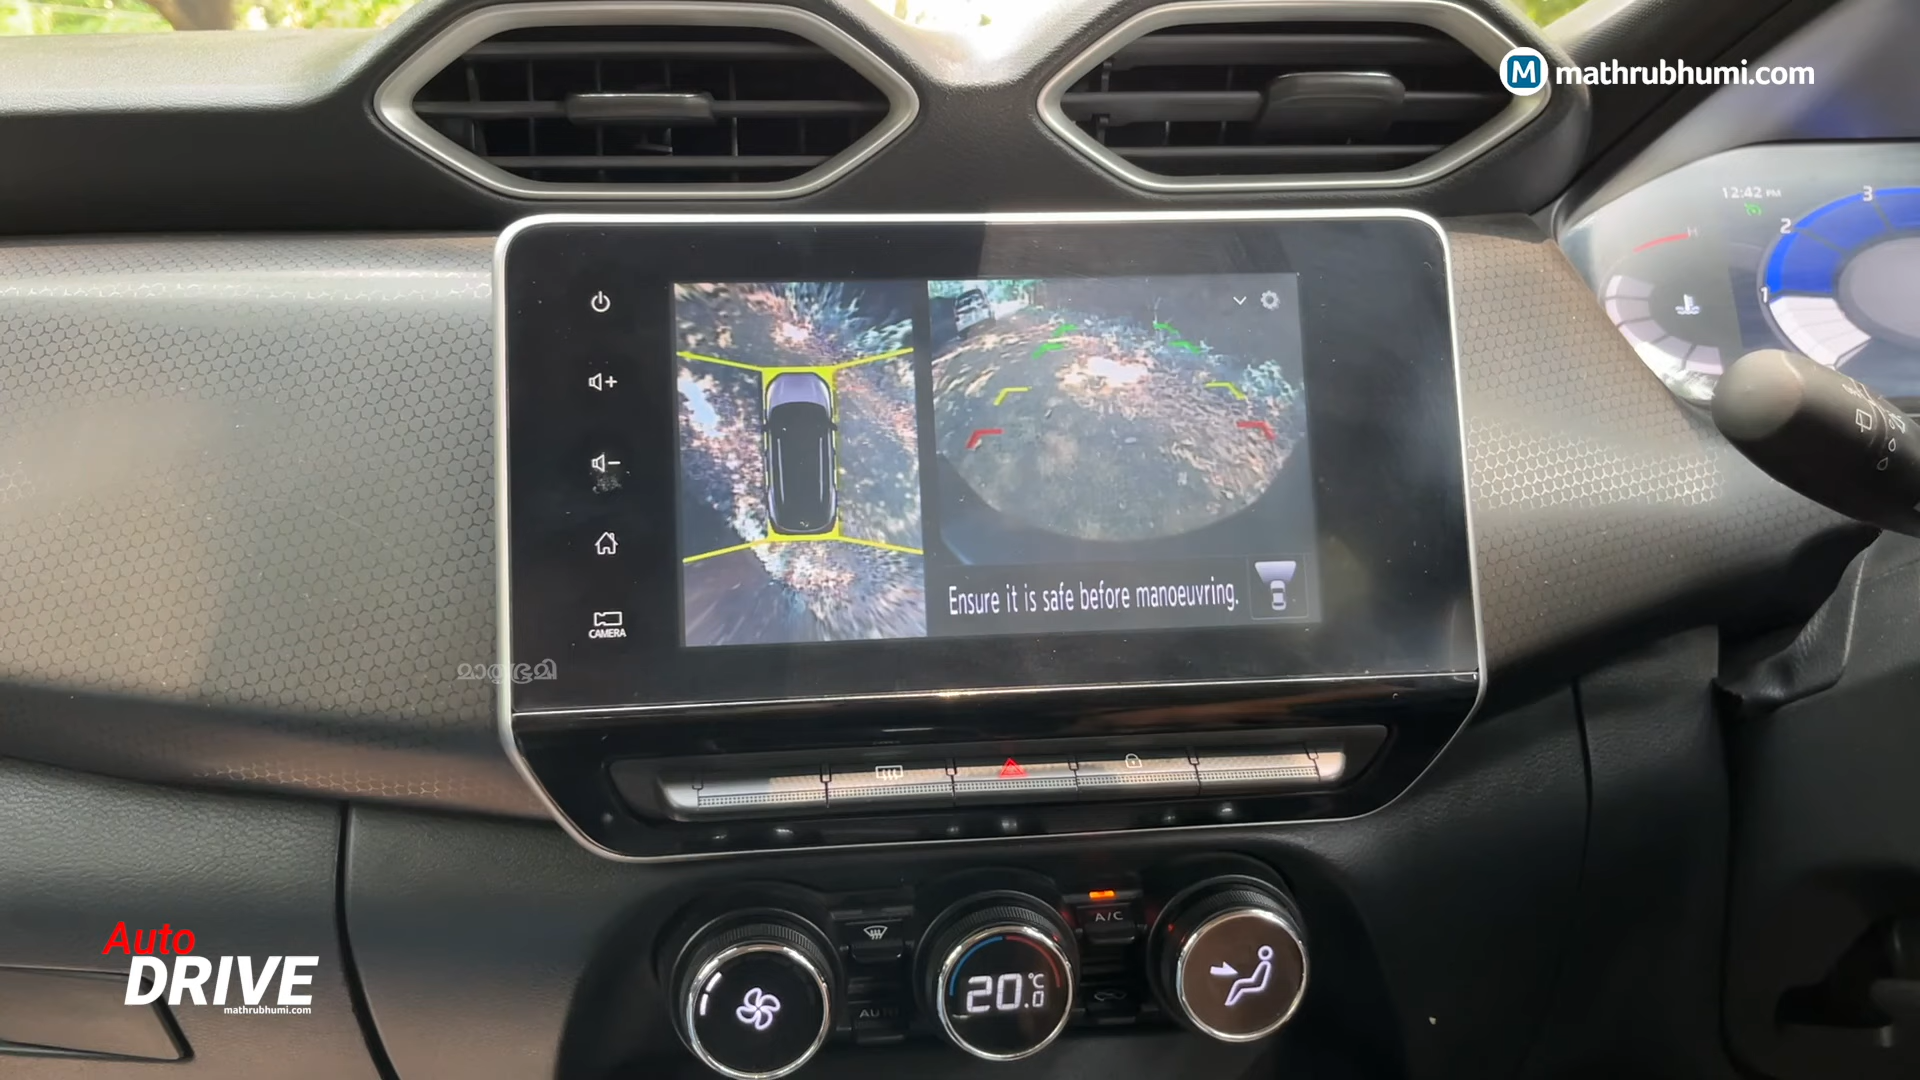 M mathrubhumi.com
12:42 PM
3
2
1
H
CAMERA
Ensure it is safe before manoeuvring.
മാതൃഭൂമി
A/C
20.0 °C
AUTO
Auto
DRIVE
mathrubhumi.com